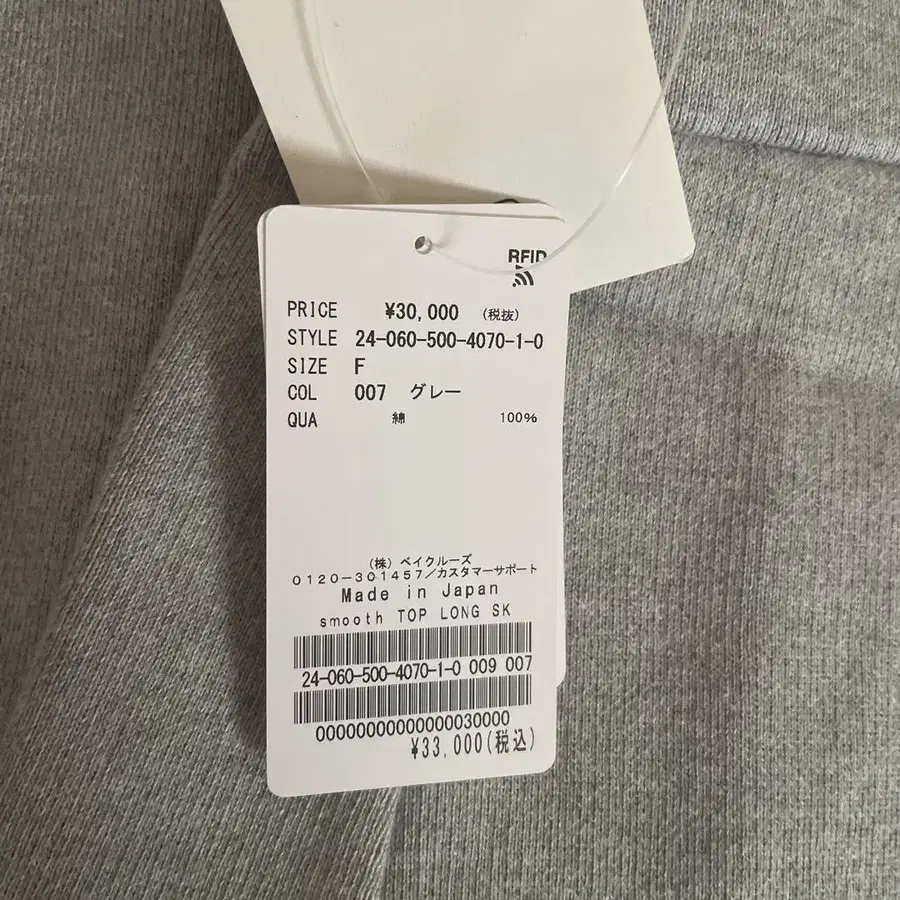 RFID
PRICE ¥30,000 (税抜)
STYLE 24-060-500-4070-1-0
SIZE F
COL 007 グレー
QUA 綿 100%
(株) ベイクルーズ
0120-301457/カスタマーサポート
Made in Japan
smooth TOP LONG SK
24-060-500-4070-1-0 009 007
00000000000000030000
¥33,000(税込)